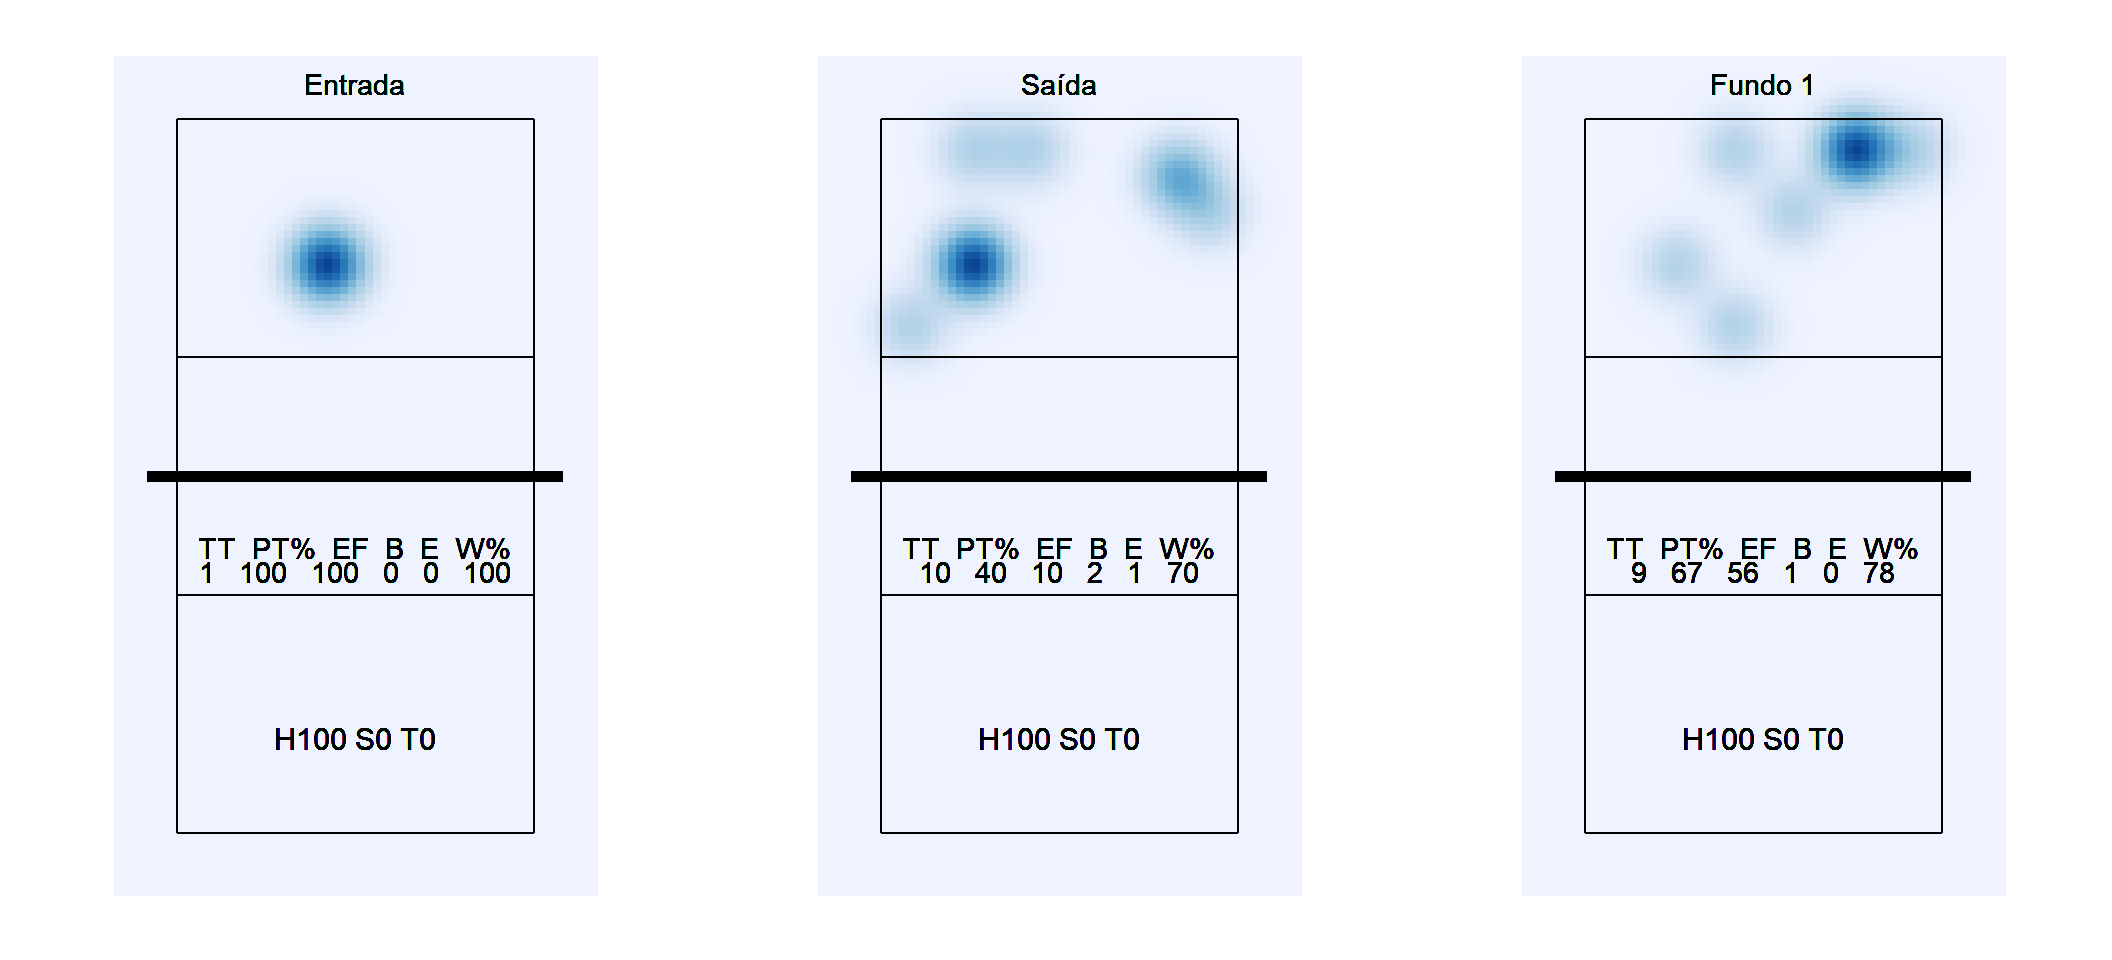 Entrada
TT PT% EF B E W%
1 100 100 0 0 100
H100 S0 T0
Saída
TT PT% EF B E W%
10 40 10 2 1 70
H100 S0 T0
Fundo 1
TT PT% EF B E W%
9 67 56 1 0 78
H100 S0 T0